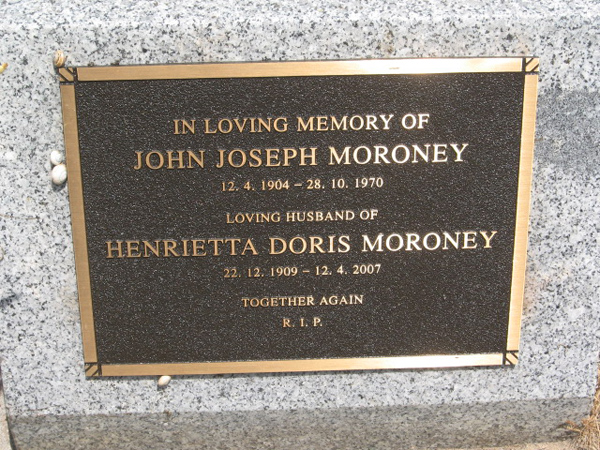 IN LOVING MEMORY OF
JOHN JOSEPH MORONEY
12. 4. 1904 – 28. 10. 1970
LOVING HUSBAND OF
HENRIETTA DORIS MORONEY
22. 12. 1909 – 12. 4. 2007
TOGETHER AGAIN
R. I. P.